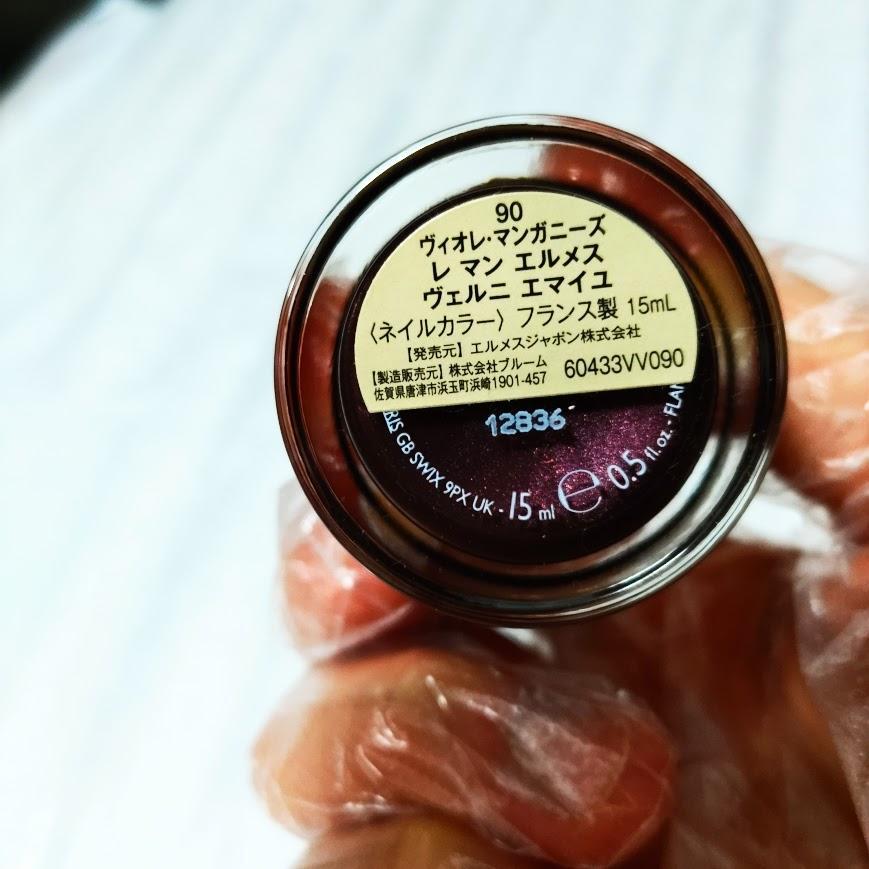 90
ヴィオレ・マンガニーズ
レ マン エルメス
ヴェルニ エマイユ
〈ネイルカラー〉 フランス製 15mL
【発売元】エルメスジャポン株式会社
【製造販売元】株式会社ブルーム
佐賀県唐津市浜玉町浜崎1901-457
60433VV090
12836
RIS GB SW1X 9PX UK - 15 ml ℮ 0.5 fl.oz. - FLA